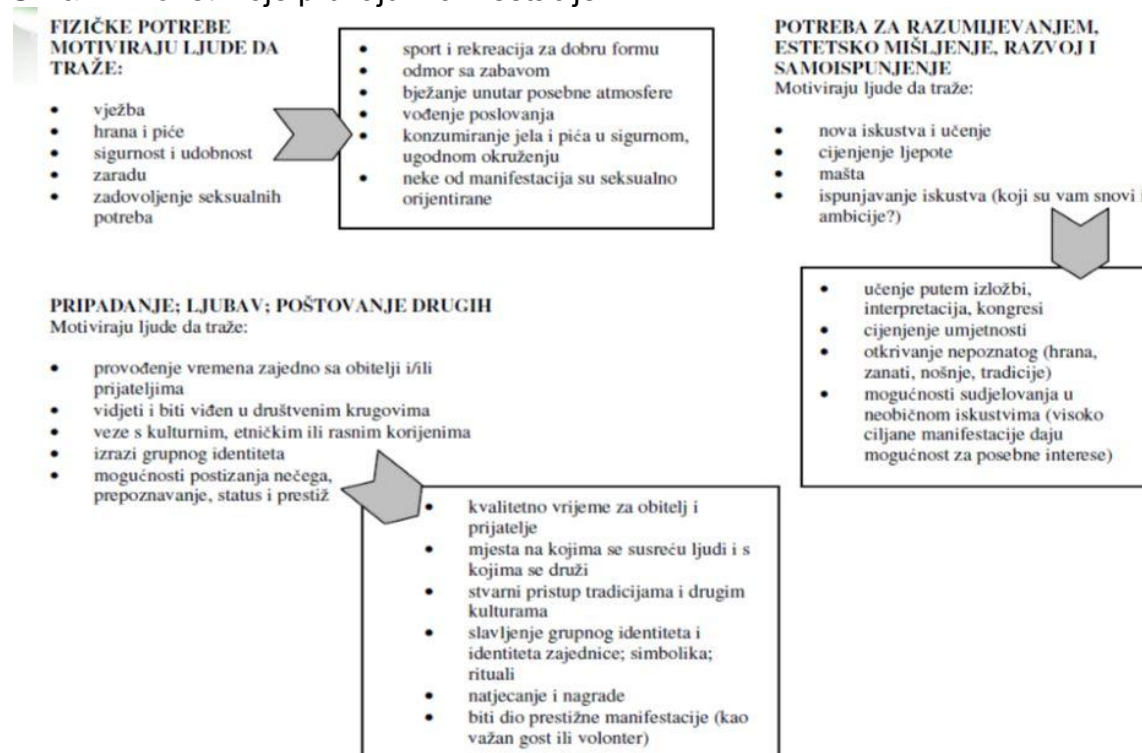 FIZIČKE POTREBE
MOTIVIRAJU LJUDE DA
TRAŽE:
• vježba
• hrana i piće
• sigurnost i udobnost
• zaradu
• zadovoljenje seksualnih
potreba
• sport i rekreacija za dobru formu
• odmor sa zabavom
• bježanje unutar posebne atmosfere
• vođenje poslovanja
• konzumiranje jela i pića u sigurnom,
ugodnom okruženju
• neke od manifestacija su seksualno
orijentirane
POTREBA ZA RAZUMIJEVANJEM,
ESTETSKO MIŠLJENJE, RAZVOJ I
SAMOISPUNJENJE
Motiviraju ljude da traže:
• nova iskustva i učenje
• cijenjenje ljepote
• mašta
• ispunjavanje iskustva (koji su vam snovi i
ambicije?)
• učenje putem izložbi,
interpretacija, kongresi
• cijenjenje umjetnosti
• otkrivanje nepoznatog (hrana,
zanati, nošnje, tradicije)
• mogućnosti sudjelovanja u
neobičnom iskustvima (visoko
ciljane manifestacije daju
mogućnost za posebne interese)
PRIPADANJE; LJUBAV; POŠTOVANJE DRUGIH
Motiviraju ljude da traže:
• provođenje vremena zajedno sa obitelji i/ili
prijateljima
• vidjeti i biti viđen u društvenim krugovima
• veze s kulturnim, etničkim ili rasnim korijenima
• izrazi grupnog identiteta
• mogućnosti postizanja nečega,
prepoznavanje, status i prestiž
• kvalitetno vrijeme za obitelj i
prijatelje
• mjesta na kojima se susreću ljudi i s
kojima se druži
• stvarni pristup tradicijama i drugim
kulturama
• slavljenje grupnog identiteta i
identiteta zajednice; simbolika;
rituali
• natjecanje i nagrade
• biti dio prestižne manifestacije (kao
važan gost ili volonter)